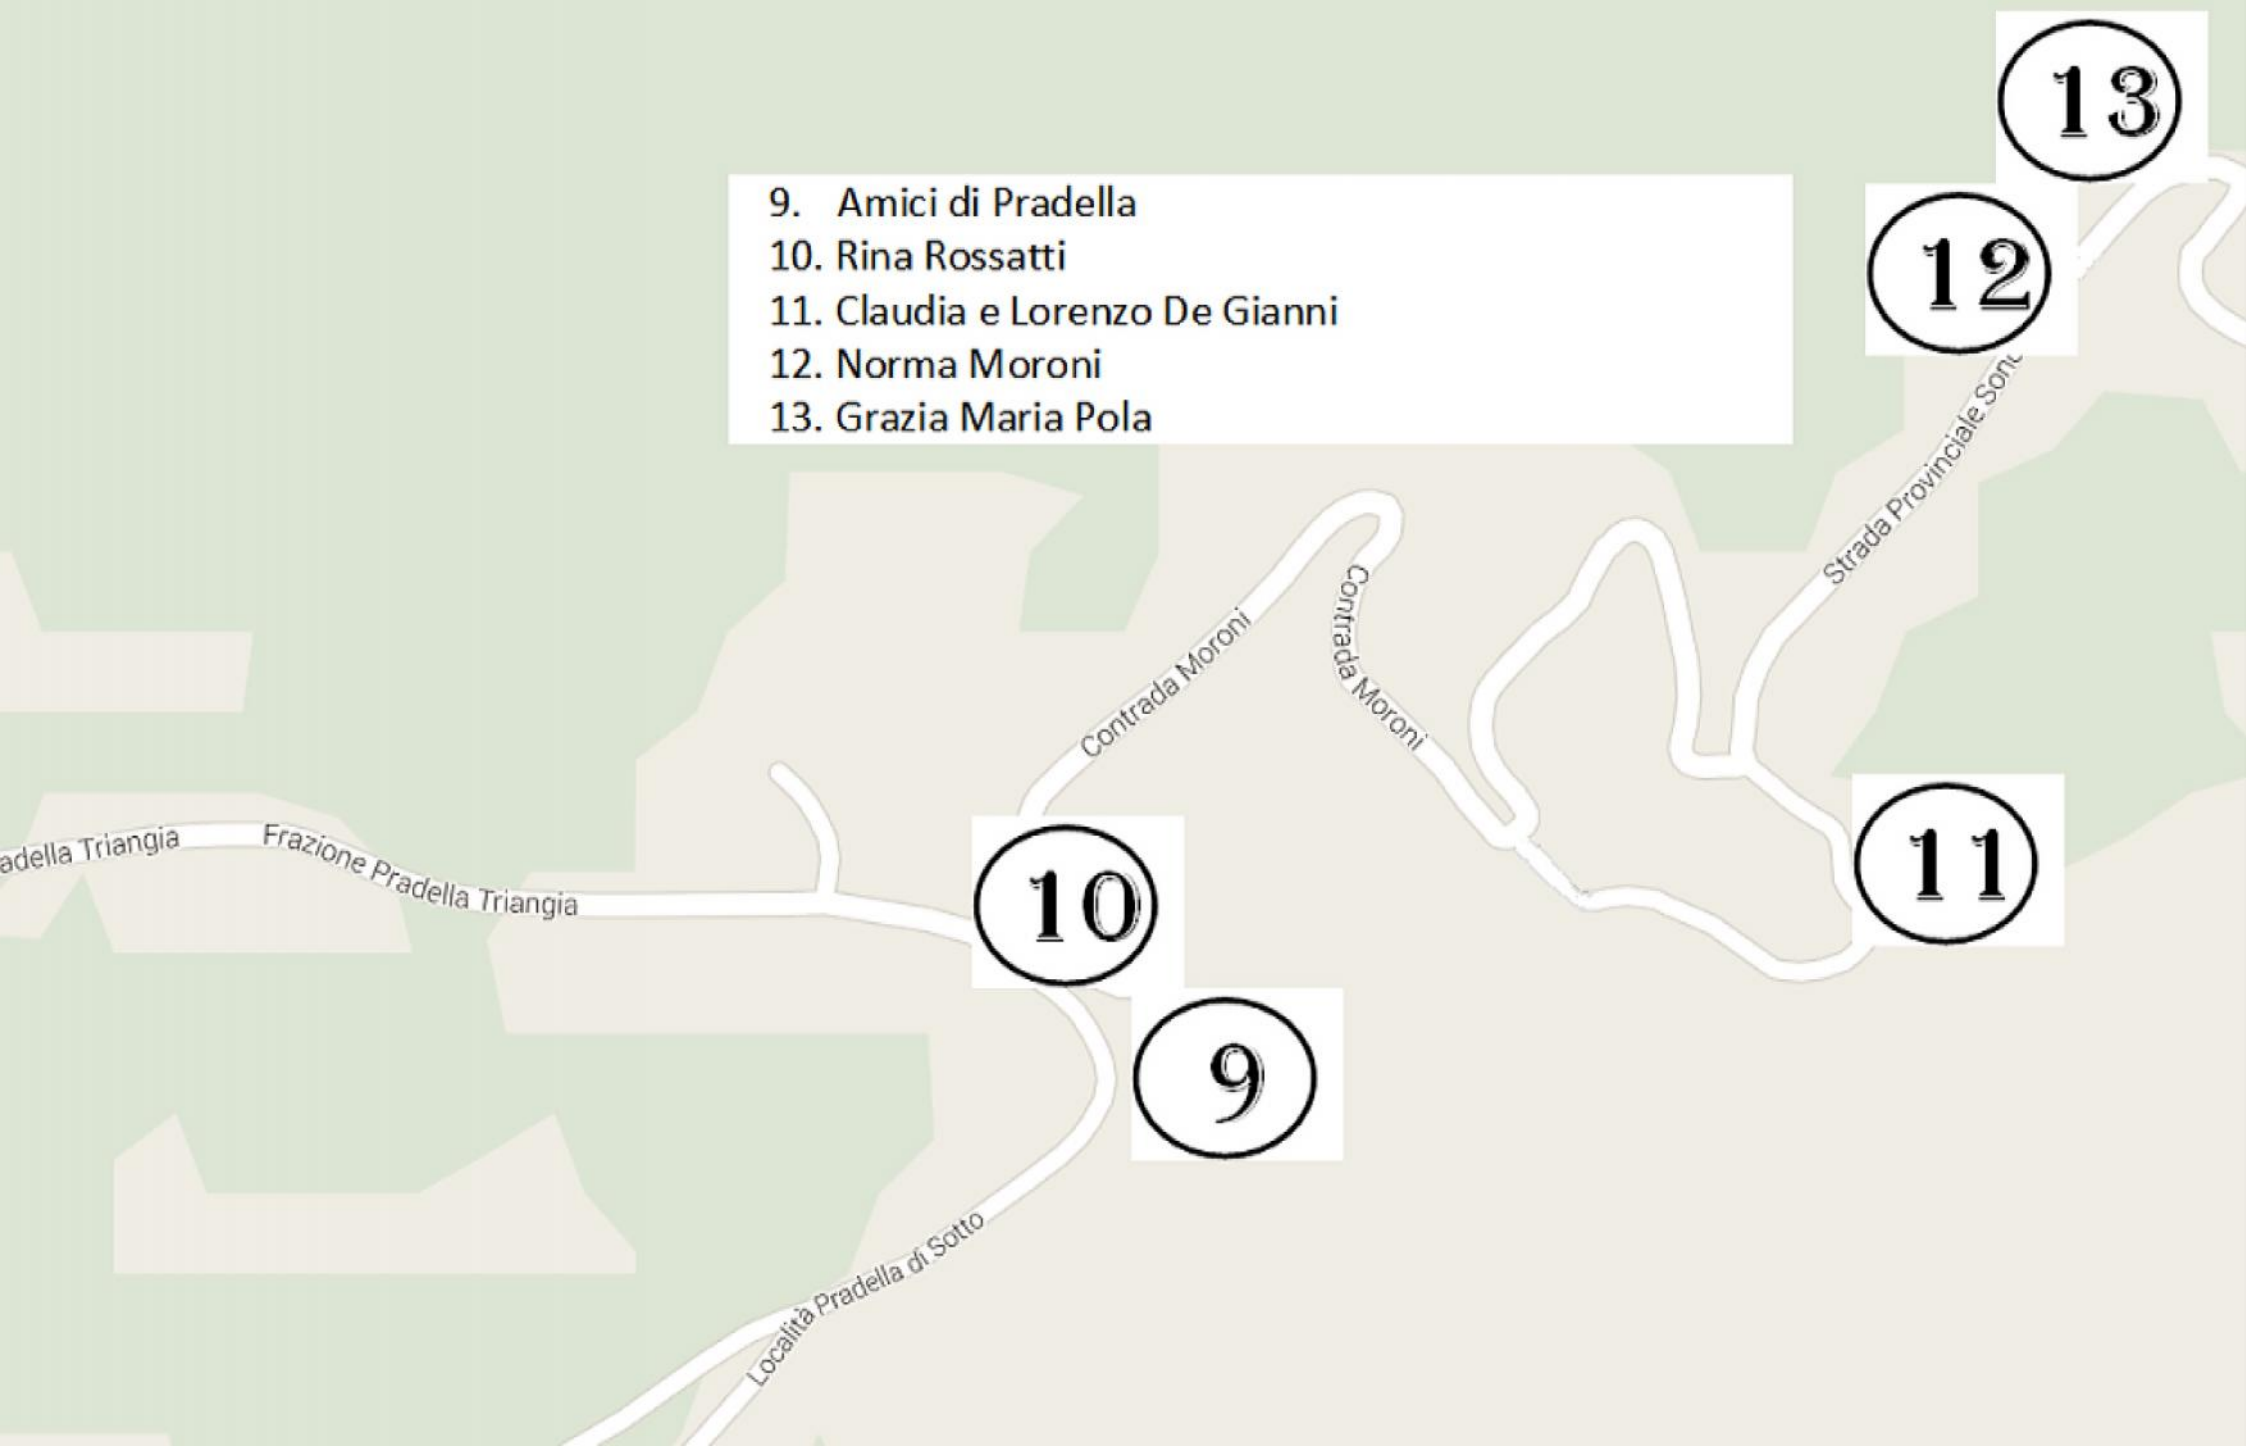 13
9. Amici di Pradella
10. Rina Rossatti
11. Claudia e Lorenzo De Gianni
12. Norma Moroni
13. Grazia Maria Pola
12
Strada Provinciale
Contrada Moroni
Contrada Moroni
Triangia
Frazione Pradella Triangia
10
11
9
Località Pradella di Sotto